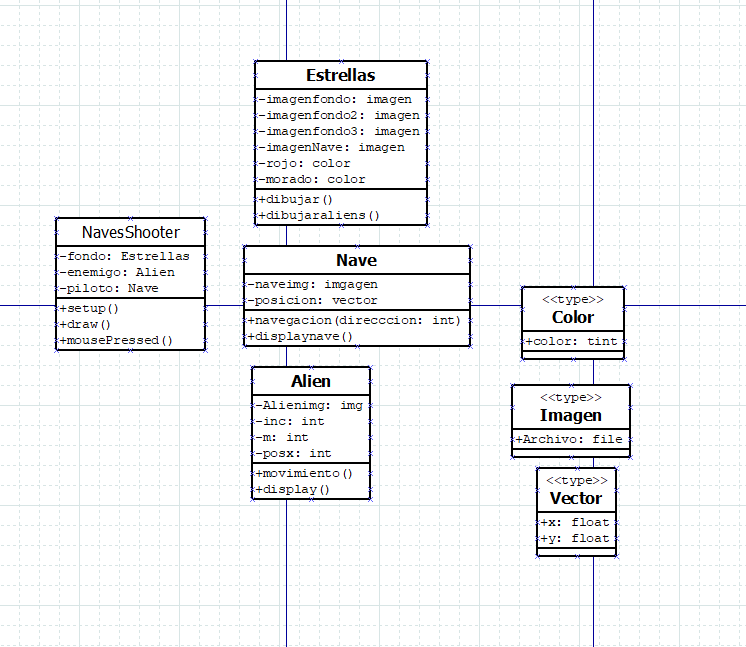 Estrellas
-imagenfondo: imagen
-imagenfondo2: imagen
-imagenfondo3: imagen
-imagenNave: imagen
-rojo: color
-morado: color
+dibujar()
+dibujaraliens()
NavesShooter
-fondo: Estrellas
-enemigo: Alien
-piloto: Nave
+setup()
+draw()
+mousePressed()
Nave
-naveimg: imgagen
-posicion: vector
+navegacion(direcccion: int)
+displaynave()
Alien
-Alienimg: img
-inc: int
-m: int
-posx: int
+movimiento()
+display()
<<type>>
Color
+color: tint
<<type>>
Imagen
+Archivo: file
<<type>>
Vector
+x: float
+y: float